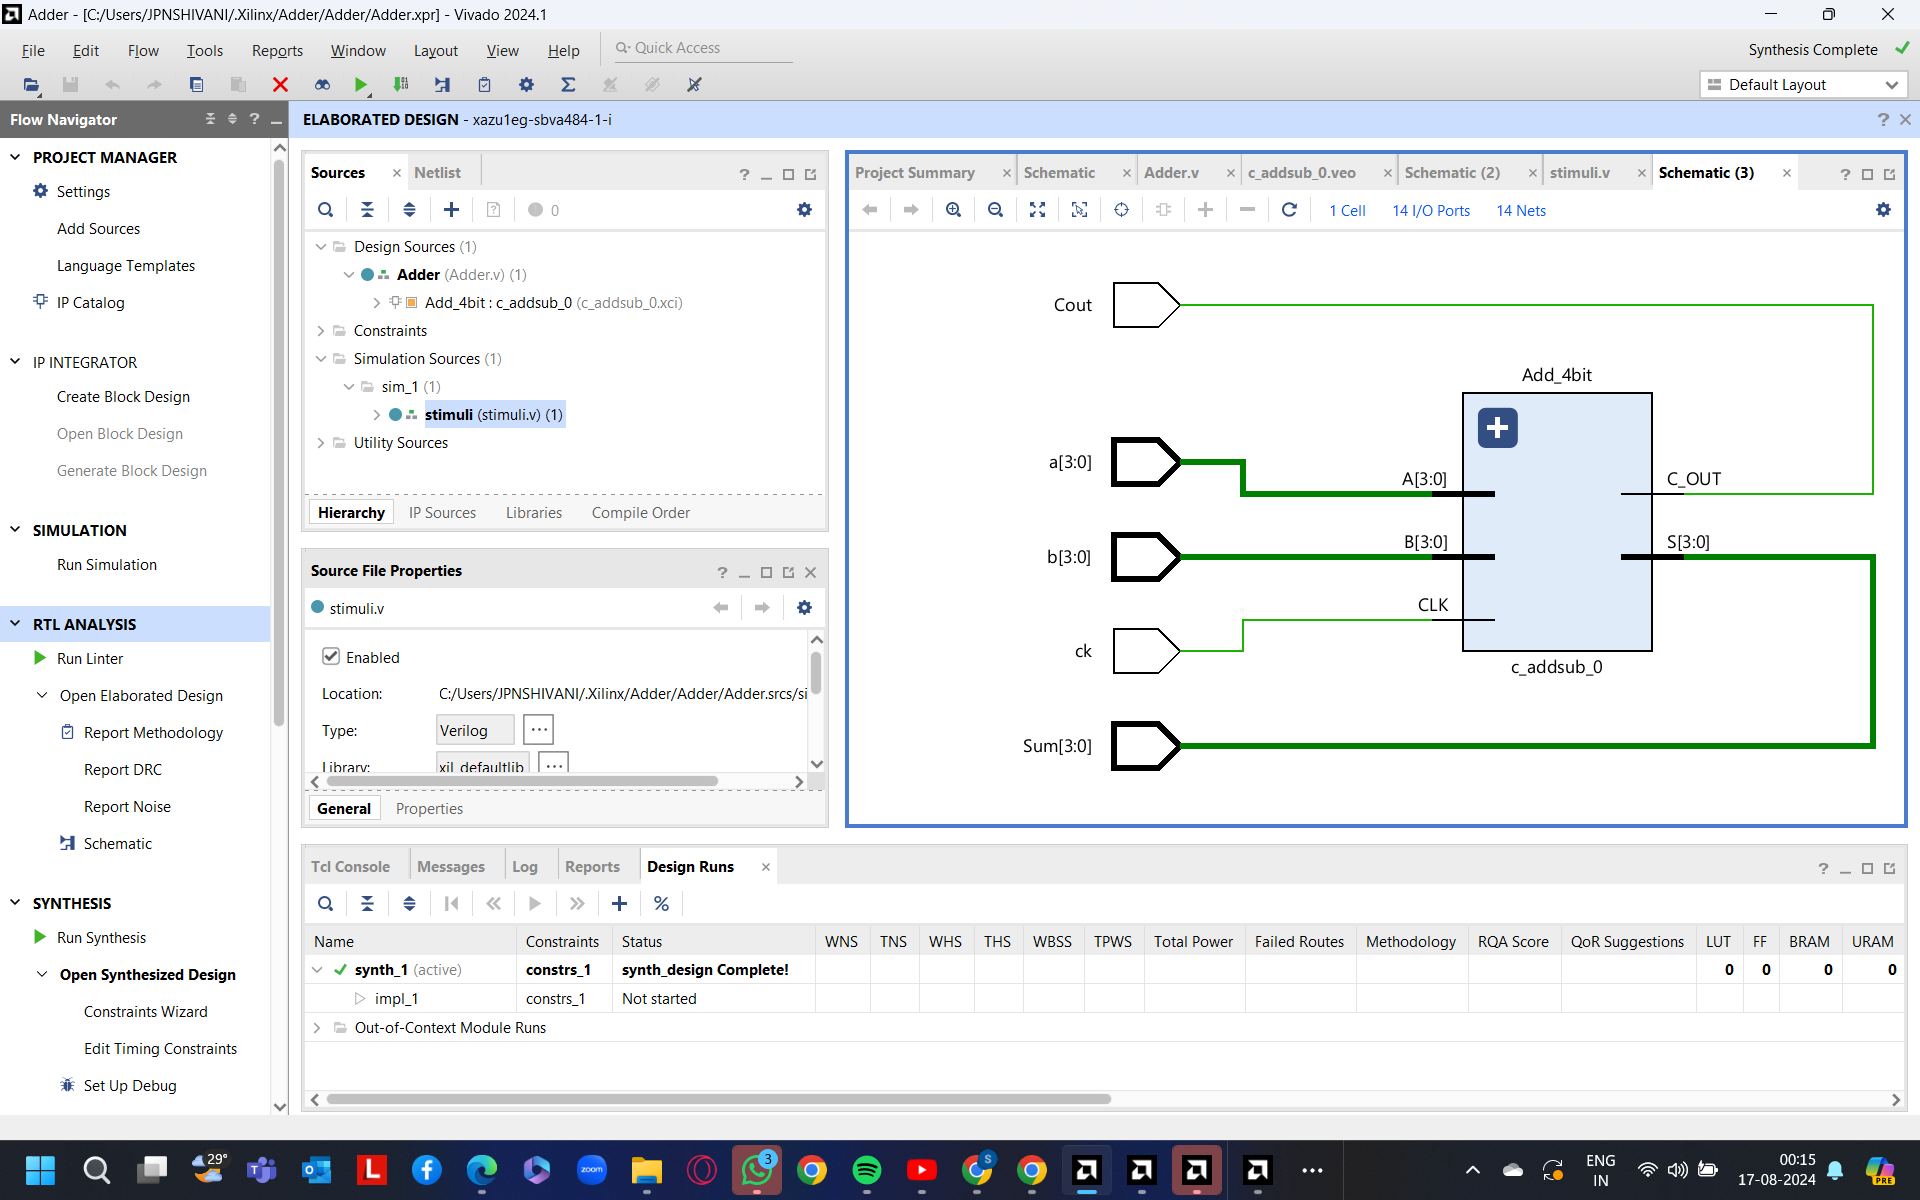 Adder - [C:/Users/JPNSHIVANI/.Xilinx/Adder/Adder/Adder.xpr] - Vivado 2024.1
File Edit Flow Tools Reports Window Layout View Help Quick Access
Synthesis Complete
Default Layout
Flow Navigator
ELABORATED DESIGN - xazu1eg-sbva484-1-i
PROJECT MANAGER
Settings
Add Sources
Language Templates
IP Catalog
IP INTEGRATOR
Create Block Design
Open Block Design
Generate Block Design
SIMULATION
Run Simulation
RTL ANALYSIS
Run Linter
Open Elaborated Design
Report Methodology
Report DRC
Report Noise
Schematic
SYNTHESIS
Run Synthesis
Open Synthesized Design
Constraints Wizard
Edit Timing Constraints
Set Up Debug
Sources Netlist
0
Design Sources (1)
Adder (Adder.v) (1)
Add_4bit : c_addsub_0 (c_addsub_0.xci)
Constraints
Simulation Sources (1)
sim_1 (1)
stimuli (stimuli.v) (1)
Utility Sources
Hierarchy IP Sources Libraries Compile Order
Source File Properties
stimuli.v
Enabled
Location: C:/Users/JPNSHIVANI/.Xilinx/Adder/Adder/Adder.srcs/si
Type: Verilog
Library: xil_defaultlib
General Properties
Project Summary Schematic Adder.v c_addsub_0.veo Schematic (2) stimuli.v Schematic (3)
1 Cell 14 I/O Ports 14 Nets
Cout
Add_4bit
a[3:0]
A[3:0]
C_OUT
b[3:0]
B[3:0]
S[3:0]
CLK
ck
c_addsub_0
Sum[3:0]
Tcl Console Messages Log Reports Design Runs
Name Constraints Status WNS TNS WHS THS WBSS TPWS Total Power Failed Routes Methodology RQA Score QoR Suggestions LUT FF BRAM URAM
synth_1 (active) constrs_1 synth_design Complete! 0 0 0 0
impl_1 constrs_1 Not started
Out-of-Context Module Runs
29°
zoom
3
S
ENG
IN
00:15
17-08-2024
PRE